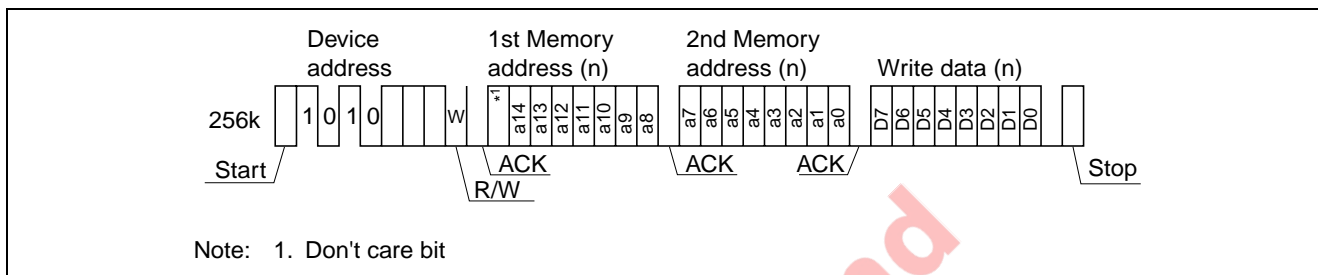 Device address
1st Memory address (n)
2nd Memory address (n)
Write data (n)
256k
1 0 1 0 W *1 a14 a13 a12 a11 a10 a9 a8 a7 a6 a5 a4 a3 a2 a1 a0 D7 D6 D5 D4 D3 D2 D1 D0
Start
ACK
R/W
ACK
ACK
Stop
Note: 1. Don't care bit